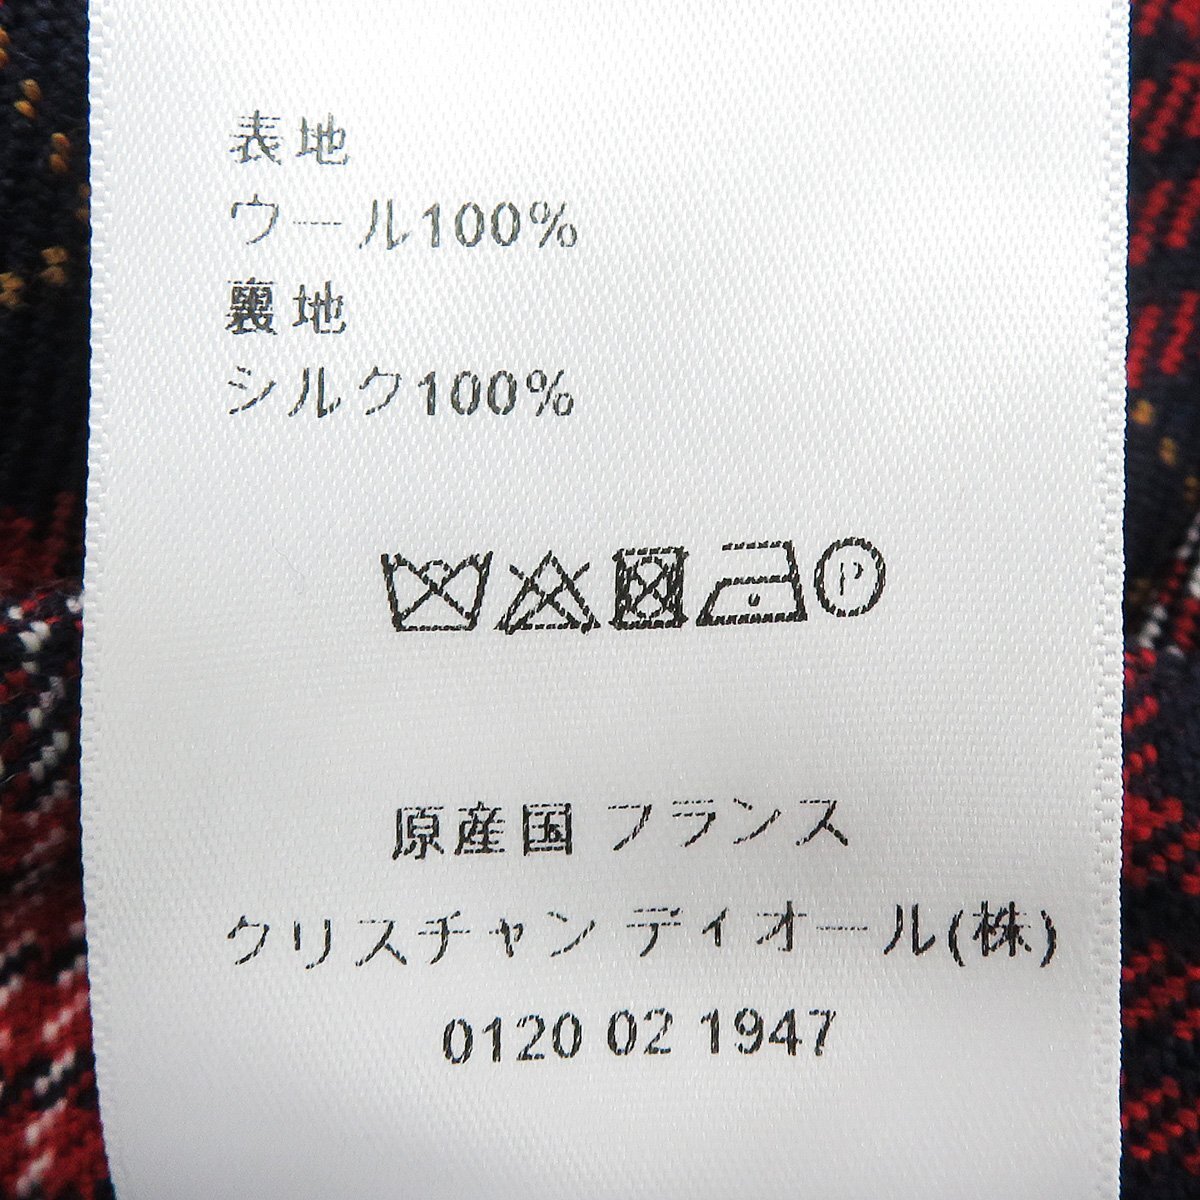 表地
ウール100%
裏地
シルク100%
P
原産国 フランス
クリスチャン ディオール(株)
0120 02 1947